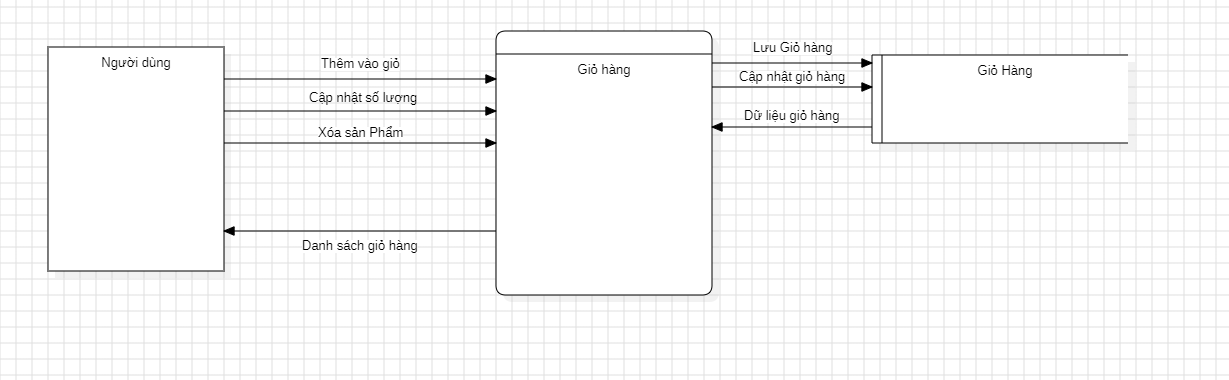 Người dùng
Thêm vào giỏ
Cập nhật số lượng
Xóa sản Phẩm
Danh sách giỏ hàng
Giỏ hàng
Lưu Giỏ hàng
Cập nhật giỏ hàng
Dữ liệu giỏ hàng
Giỏ Hàng